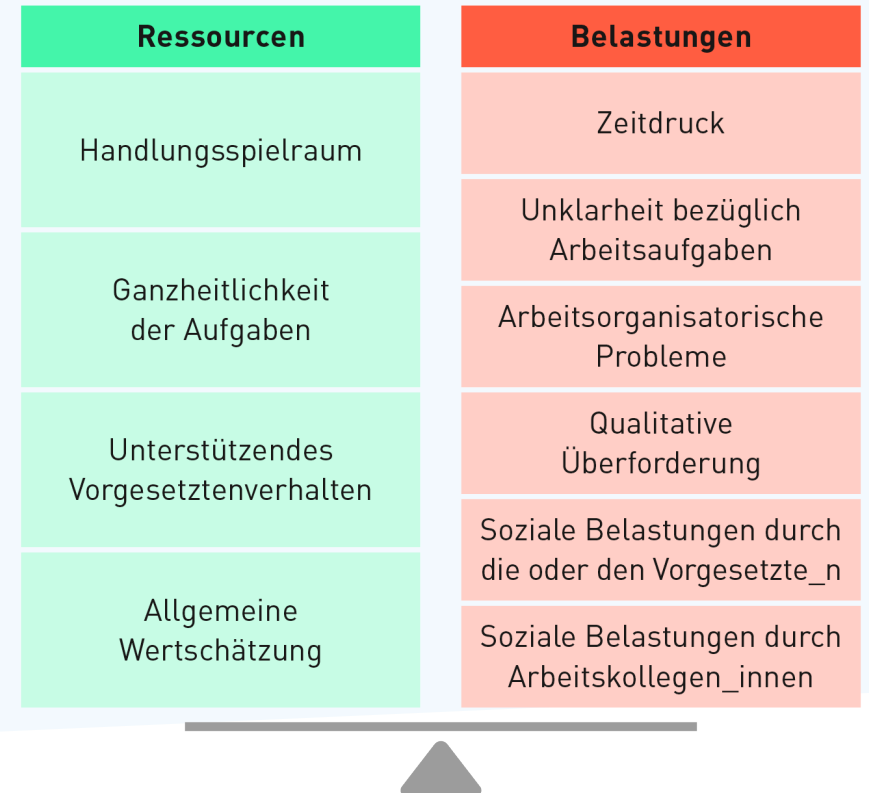 Ressourcen
Handlungsspielraum
Ganzheitlichkeit
der Aufgaben
Unterstützendes
Vorgesetztenverhalten
Allgemeine
Wertschätzung
Belastungen
Zeitdruck
Unklarheit bezüglich
Arbeitsaufgaben
Arbeitsorganisatorische
Probleme
Qualitative
Überforderung
Soziale Belastungen durch
die oder den Vorgesetzte_n
Soziale Belastungen durch
Arbeitskollegen_innen